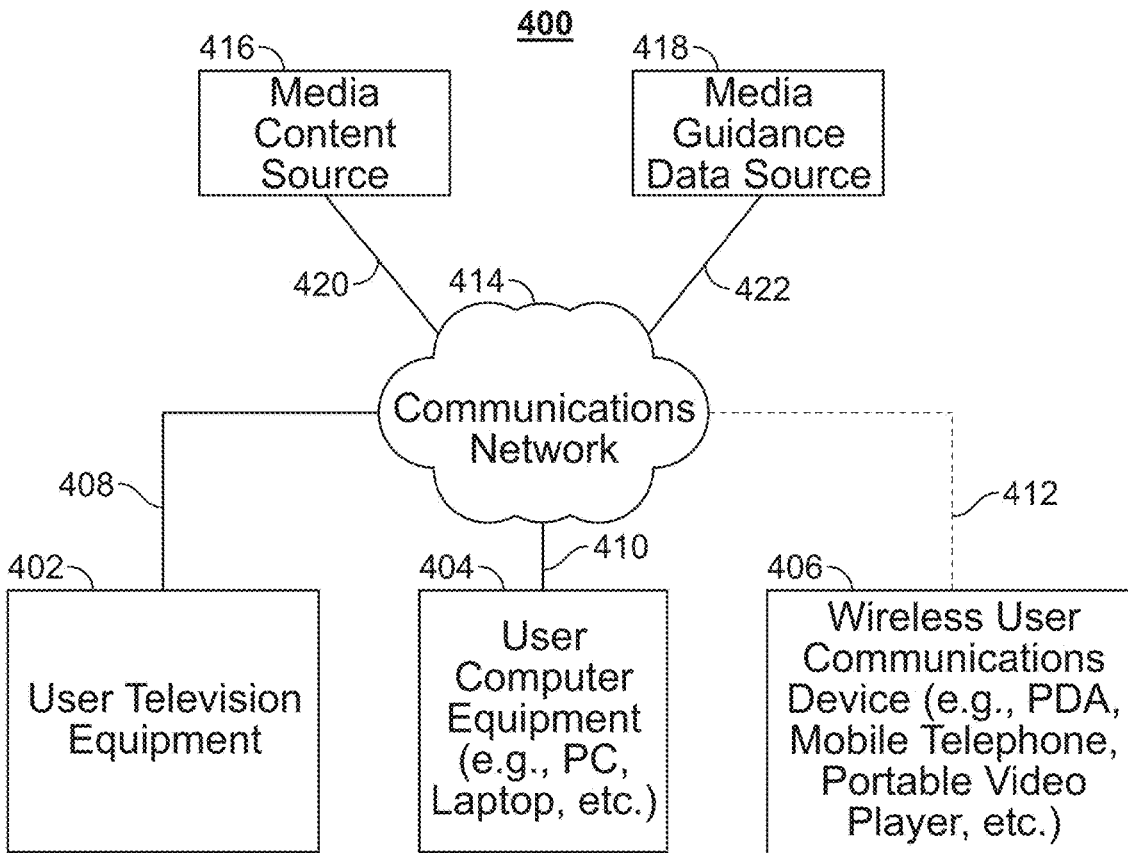 400
416
Media
Content
Source
418
Media
Guidance
Data Source
420
414
422
Communications
Network
408
412
402
404
410
406
User Television
Equipment
User
Computer
Equipment
(e.g., PC,
Laptop, etc.)
Wireless User
Communications
Device (e.g., PDA,
Mobile Telephone,
Portable Video
Player, etc.)